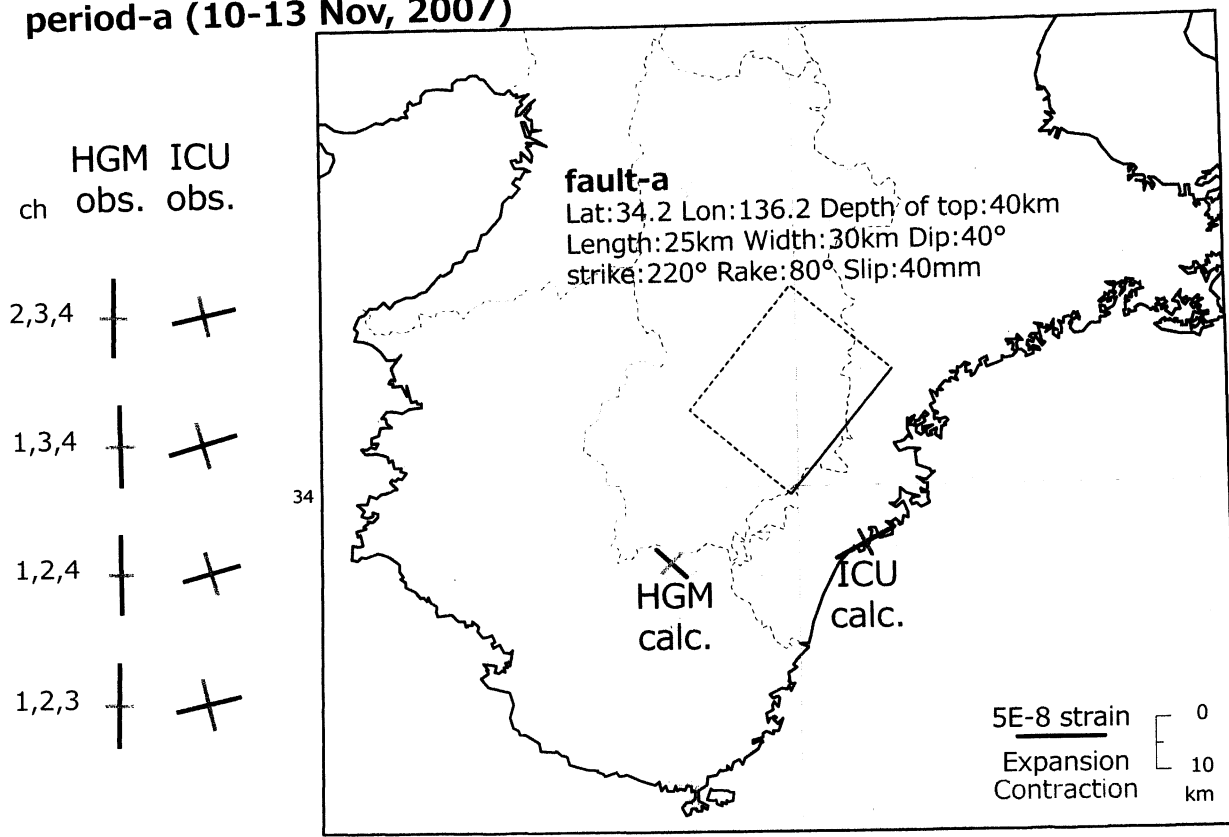 period-a (10-13 Nov, 2007)
HGM ICU
ch obs. obs.
2,3,4
1,3,4
1,2,4
1,2,3
fault-a
Lat:34.2 Lon:136.2 Depth of top:40km
Length:25km Width:30km Dip:40°
strike:220° Rake:80° Slip:40mm
34
HGM
calc.
ICU
calc.
5E-8 strain
Expansion
Contraction
0
10
km